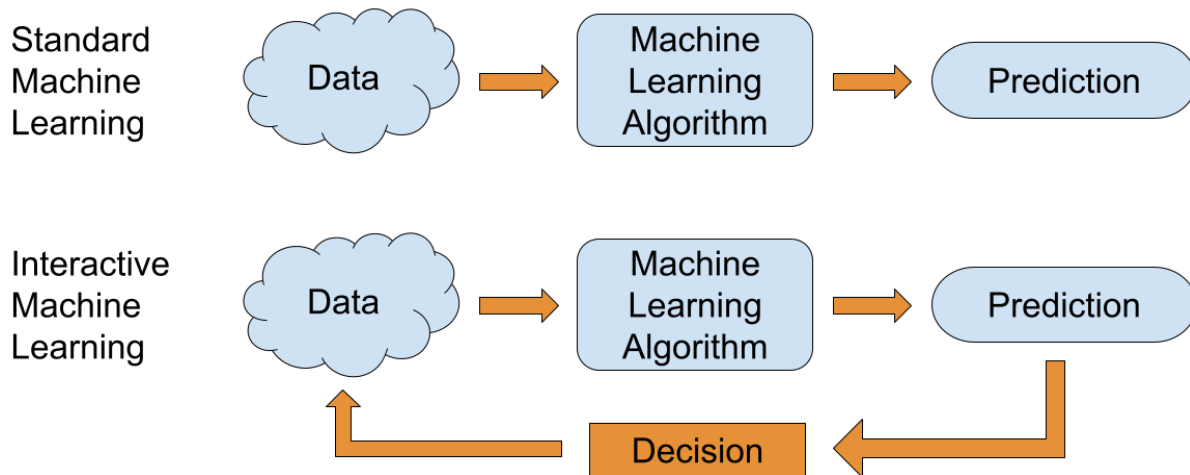 Standard
Machine
Learning
Data
Machine
Learning
Algorithm
Prediction
Interactive
Machine
Learning
Data
Machine
Learning
Algorithm
Prediction
Decision